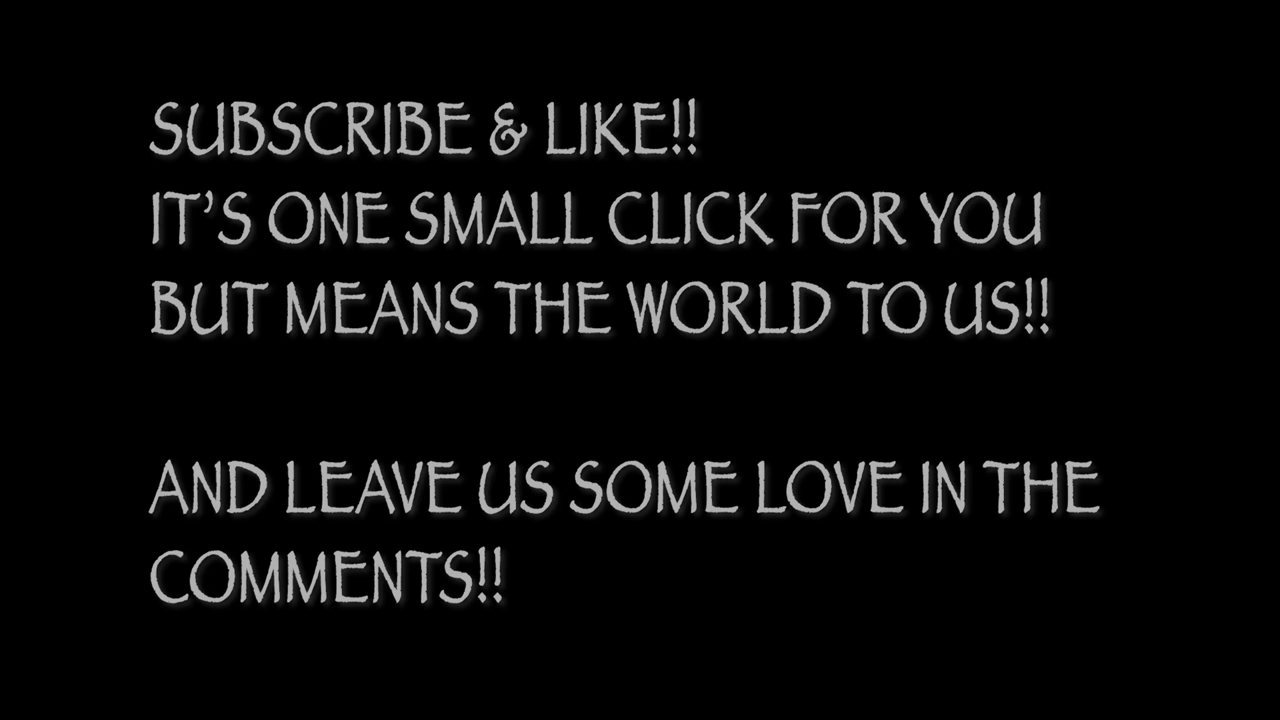 SUBSCRIBE & LIKE!!
IT’S ONE SMALL CLICK FOR YOU
BUT MEANS THE WORLD TO US!!
AND LEAVE US SOME LOVE IN THE
COMMENTS!!